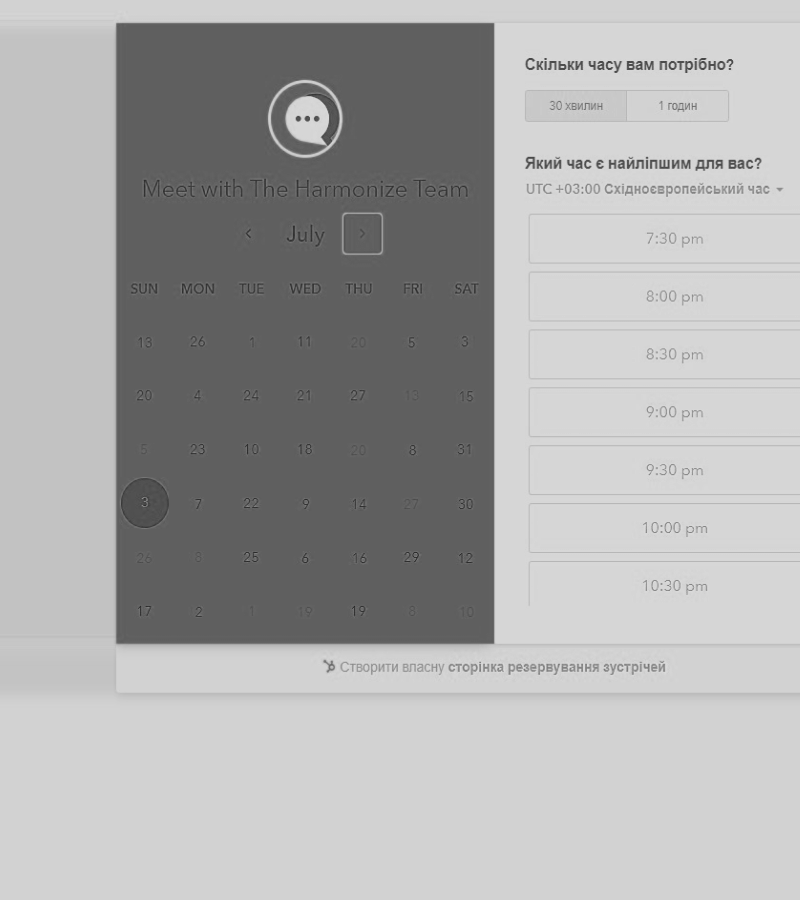 Скільки часу вам потрібно?
30 хвилин 1 годин
Meet with The Harmonize Team
July
Який час є найліпшим для вас?
UTC +03:00 Східноєвропейський час
SUN MON TUE WED THU FRI SAT
13 26 1 11 20 5 3
20 4 24 21 27 13 15
5 23 10 18 20 8 31
3 7 22 9 14 27 30
26 8 25 6 16 29 12
17 2 1 19 19 8 10
7:30 pm
8:00 pm
8:30 pm
9:00 pm
9:30 pm
10:00 pm
10:30 pm
Створити власну сторінка резервування зустрічей